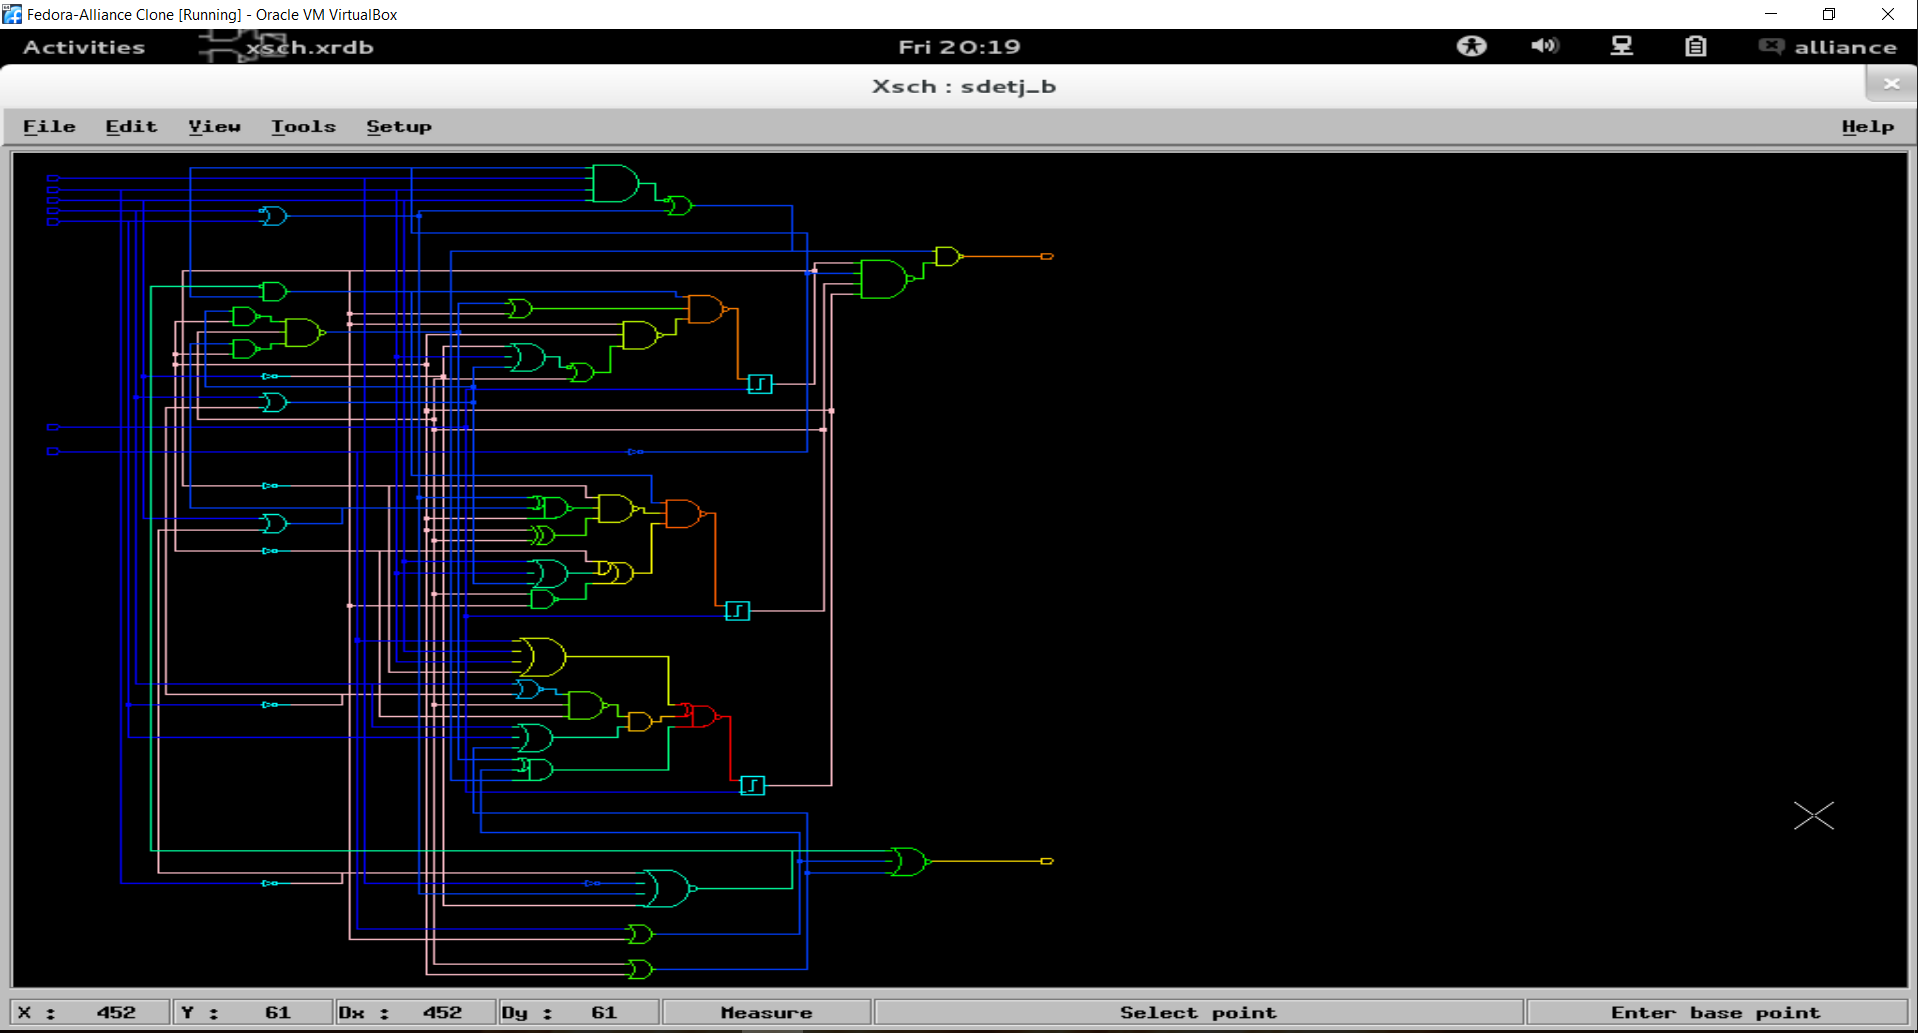 Fedora-Alliance Clone [Running] - Oracle VM VirtualBox
Activities xsch.xrdb Fri 20:19 alliance
Xsch : sdetj_b
File Edit View Tools Setup Help
X : 452 Y : 61 Dx : 452 Dy : 61 Measure Select point Enter base point